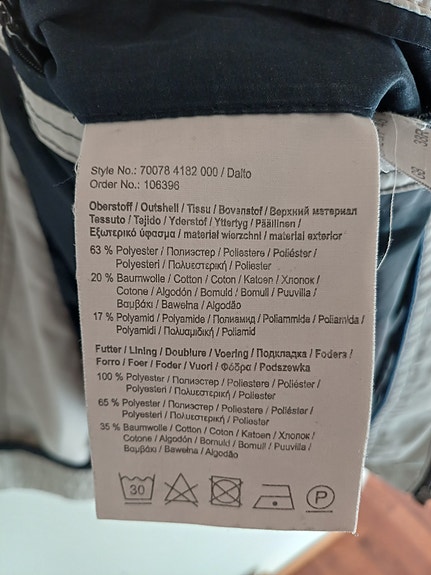 Style No.: 70078 4182 000 / Dalto
Order No.: 106396
Oberstoff / Outshell / Tissu / Bovenstof / Верхний материал
Tessuto / Tejido / Yderstof / Yttertyg / Päällinen /
Εξωτερικό ύφασμα / material wierzchni / material exterior
63 % Polyester / Полиэстер / Poliestere / Poliéster /
Polyesteri / Πολυεστερική / Poliester
20 % Baumwolle / Cotton / Coton / Katoen / Хлопок /
Cotone / Algodón / Bomuld / Bomull / Puuvilla /
Βαμβάκι / Bawełna / Algodão
17 % Polyamid / Polyamide / Полиамид / Poliammide / Poliamida /
Polyamidi / Πολυαμιδική / Poliamid
Futter / Lining / Doublure / Voering / Подкладка / Fodera /
Forro / Foer / Foder / Vuori / Φόδρα / Podszewka
100 % Polyester / Полиэстер / Poliestere / Poliéster /
Polyesteri / Πολυεστερική / Poliester
65 % Polyester / Полиэстер / Poliestere / Poliéster /
Polyesteri / Πολυεστερική / Poliester
35 % Baumwolle / Cotton / Coton / Katoen / Хлопок /
Cotone / Algodón / Bomuld / Bomull / Puuvilla /
Βαμβάκι / Bawełna / Algodão
30 P